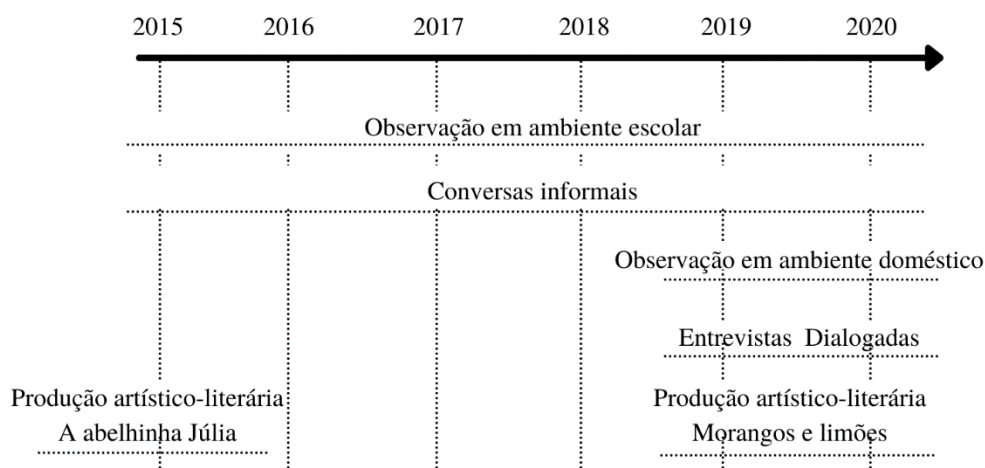 2015 2016 2017 2018 2019 2020
Observação em ambiente escolar
Conversas informais
Observação em ambiente doméstico
Entrevistas Dialogadas
Produção artístico-literária
A abelhinha Júlia
Produção artístico-literária
Morangos e limões